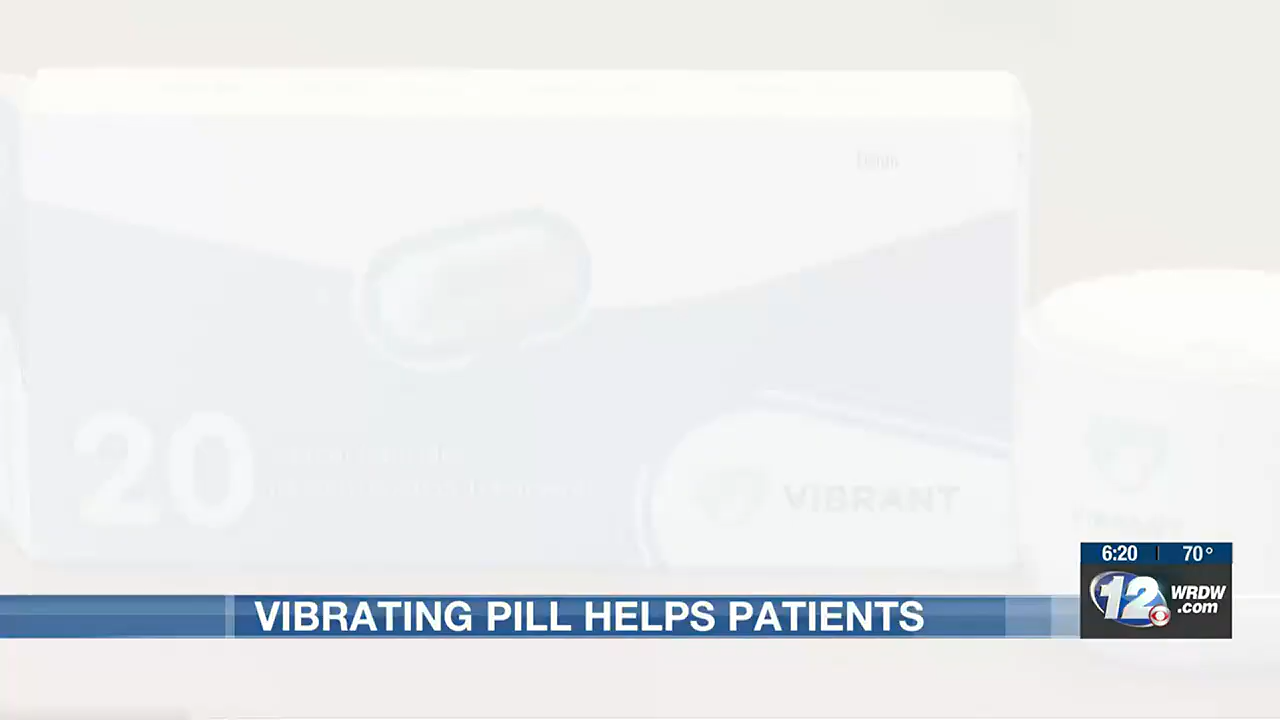 20
VIBRANT
VIBRATING PILL HELPS PATIENTS
6:20 70°
12 WRDW
.com